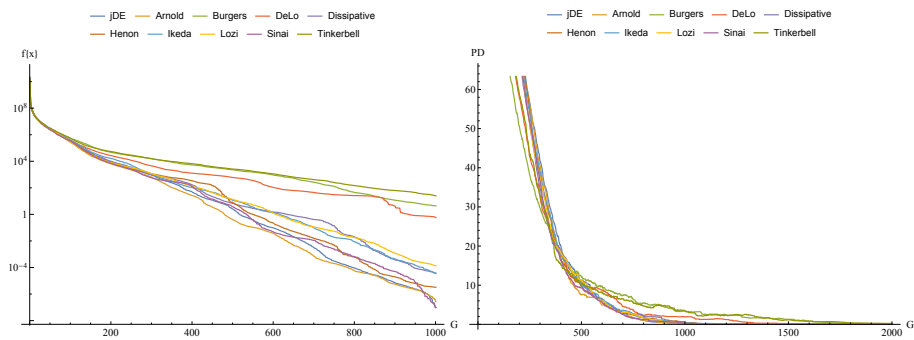 jDE Arnold Burgers DeLo Dissipative
Henon Ikeda Lozi Sinai Tinkerbell
f{x}
10^8
10^4
1
10^-4
200 400 600 800 1000 G
jDE Arnold Burgers DeLo Dissipative
Henon Ikeda Lozi Sinai Tinkerbell
PD
60
50
40
30
20
10
500 1000 1500 2000 G